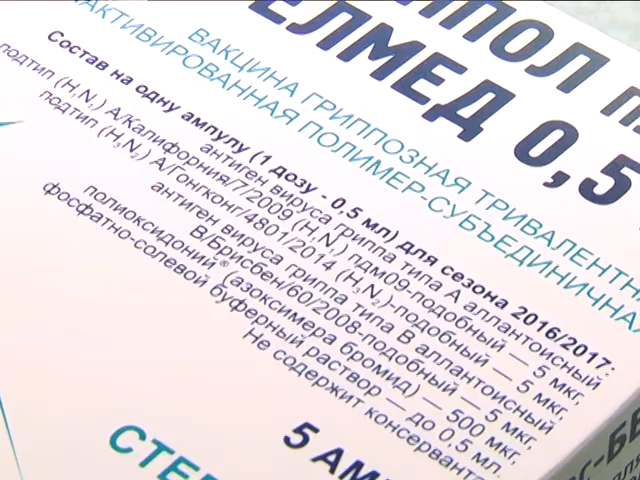 ЕЛМЕД 0,5
ВАКЦИНА ГРИППОЗНАЯ ТРИВАЛЕНТН
АКТИВИРОВАННАЯ ПОЛИМЕР-СУБЪЕДИНИЧНА
Состав на одну ампулу (1 дозу - 0,5 мл) для сезона 2016/2017:
антиген вируса гриппа типа А аллантоисный
подтип (H₁N₁) А/Калифорния/7/2009 (H₁N₁) пдм09-подобный — 5 мкг,
подтип (H₃N₂) А/Гонгконг/4801/2014 (H₃N₂)-подобный — 5 мкг,
антиген вируса гриппа типа В аллантоисный
В/Брисбен/60/2008-подобный — 5 мкг,
полиоксидоний® (азоксимера бромид) — 500 мкг,
фосфатно-солевой буферный раствор — до 0,5 мл.
Не содержит консервант
5 АМ
СТЕ